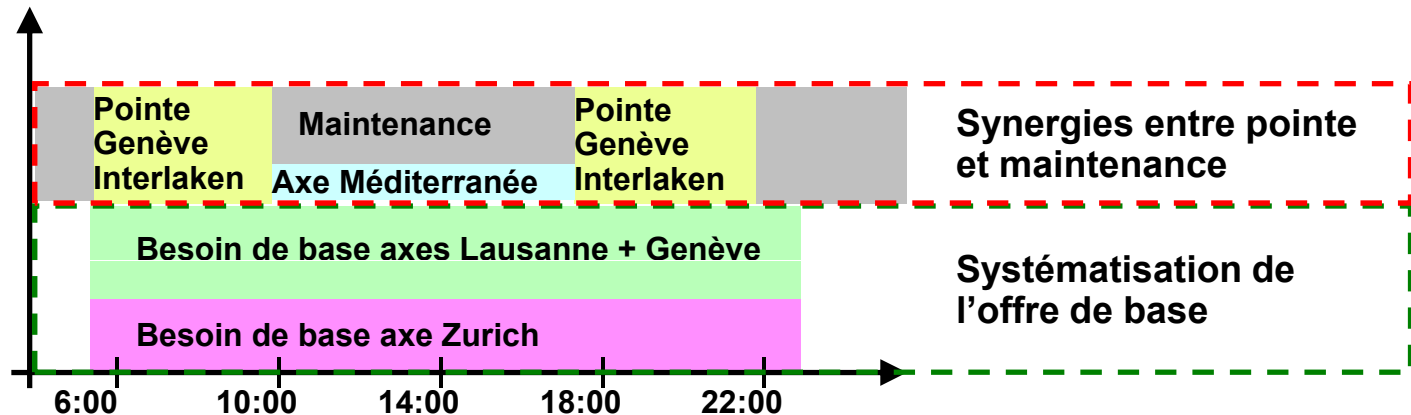 Pointe
Genève
Interlaken
Maintenance
Axe Méditerranée
Pointe
Genève
Interlaken
Synergies entre pointe
et maintenance
Besoin de base axes Lausanne + Genève
Besoin de base axe Zurich
Systématisation de
l’offre de base
6:00 10:00 14:00 18:00 22:00